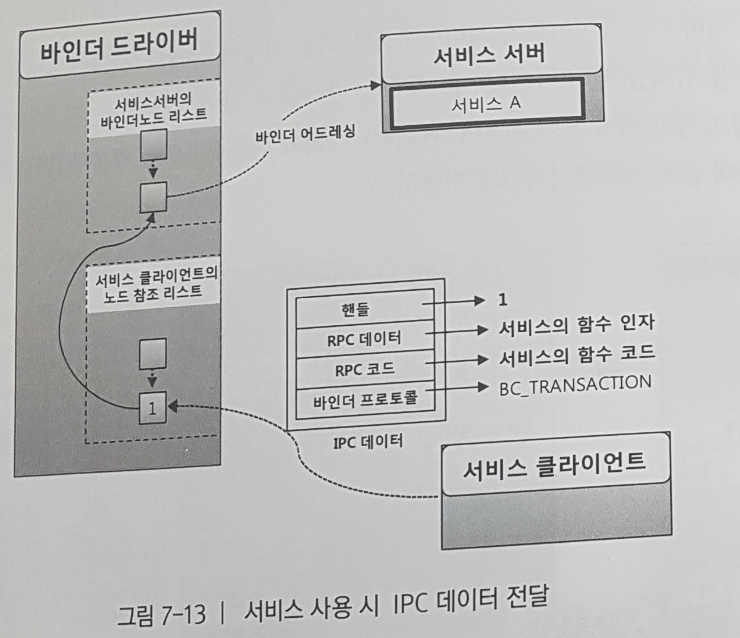 바인더 드라이버
서비스서버의
바인더노드 리스트
서비스 서버
서비스 A
바인더 어드레싱
서비스 클라이언트의
노드 참조 리스트
1
핸들
1
RPC 데이터
서비스의 함수 인자
RPC 코드
서비스의 함수 코드
바인더 프로토콜
BC_TRANSACTION
IPC 데이터
서비스 클라이언트
그림 7-13 | 서비스 사용 시 IPC 데이터 전달